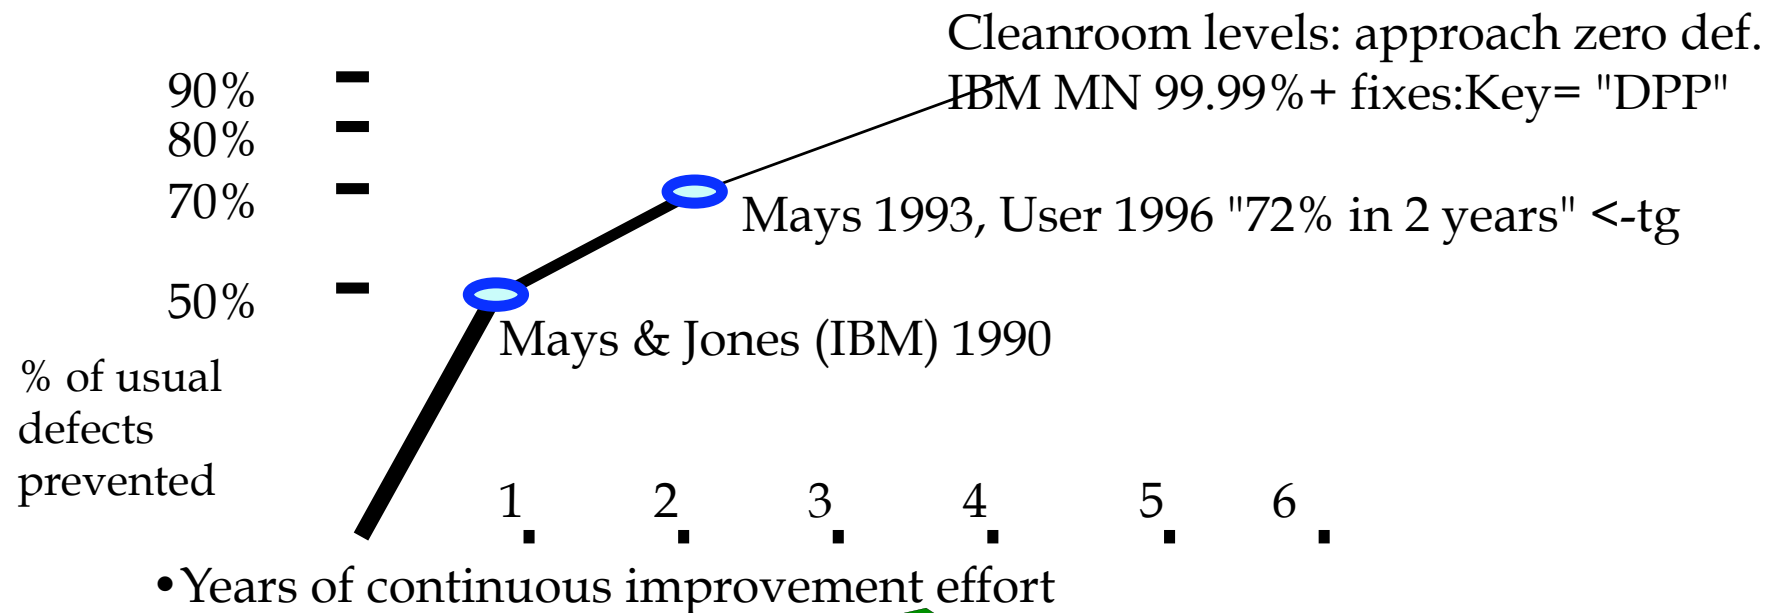 Cleanroom levels: approach zero def.
IBM MN 99.99%+ fixes:Key= "DPP"
90%
80%
70%
Mays 1993, User 1996 "72% in 2 years" <-tg
50%
Mays & Jones (IBM) 1990
% of usual
defects
prevented
1 2 3 4 5 6
•Years of continuous improvement effort